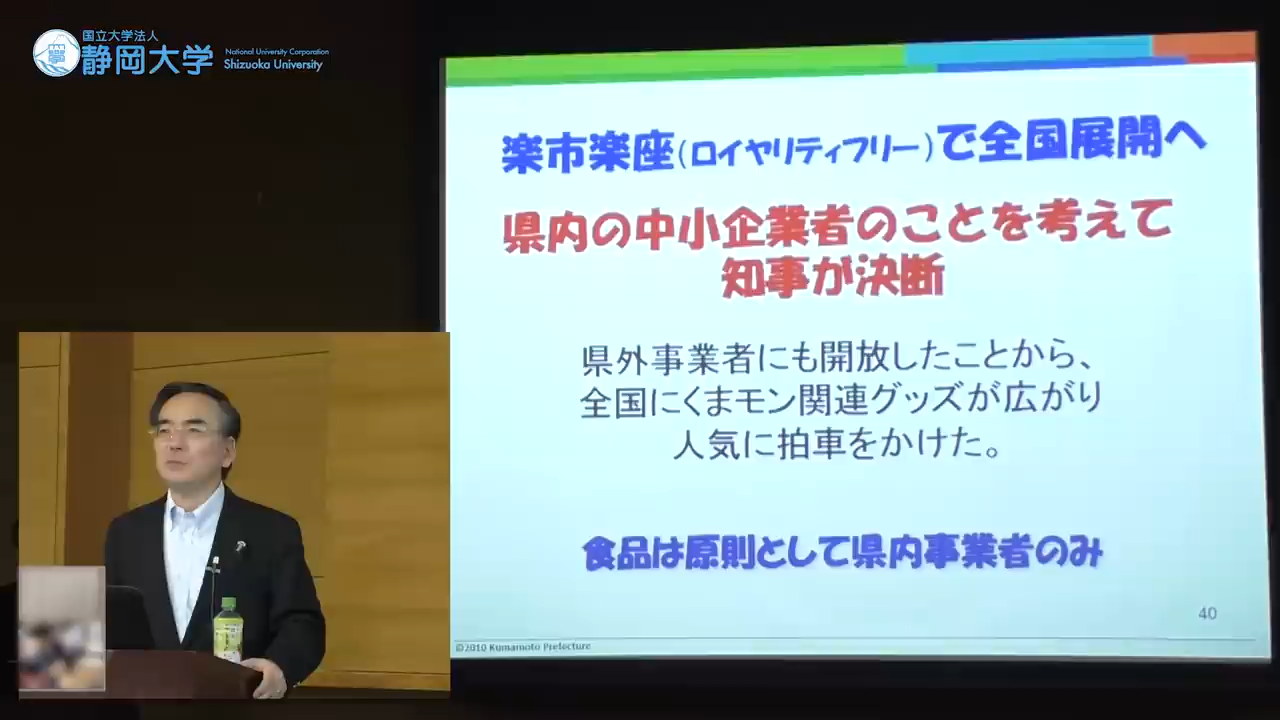 国立大学法人
静岡大学
National University Corporation
Shizuoka University
楽市楽座(ロイヤリティフリー)で全国展開へ
県内の中小企業者のことを考えて
知事が決断
県外事業者にも開放したことから、
全国にくまモン関連グッズが広がり
人気に拍車をかけた。
食品は原則として県内事業者のみ
40
©2010 Kumamoto Prefecture